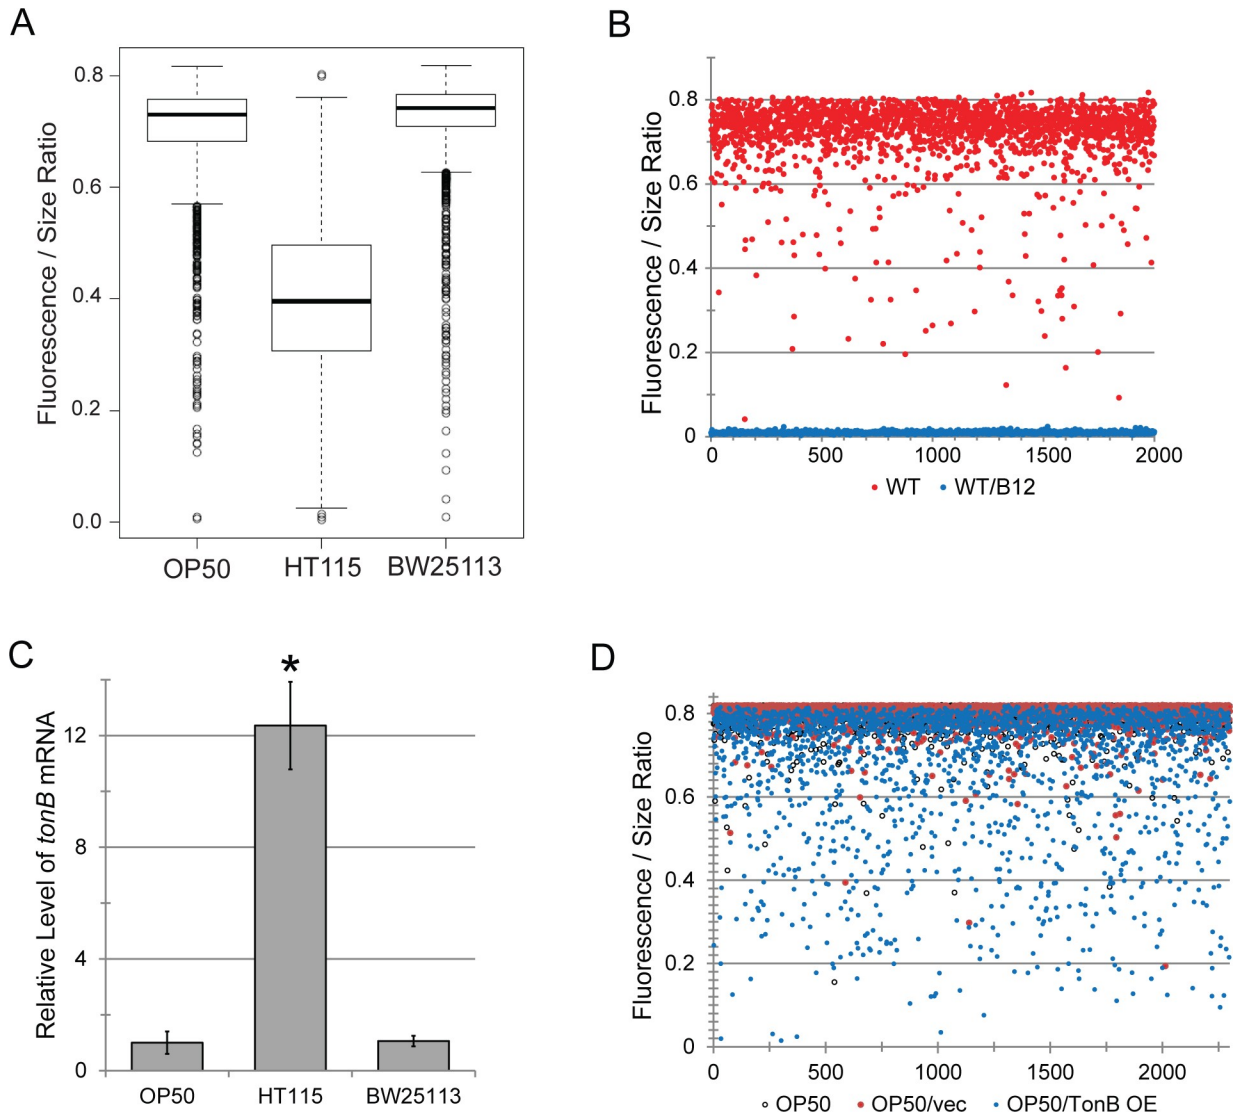 A
Fluorescence / Size Ratio
0.8
0.6
0.4
0.2
0.0
OP50 HT115 BW25113
B
Fluorescence / Size Ratio
0.8
0.6
0.4
0.2
0
0 500 1000 1500 2000
WT WT/B12
C
Relative Level of tonB mRNA
*
12
8
4
0
OP50 HT115 BW25113
D
Fluorescence / Size Ratio
0.8
0.6
0.4
0.2
0
0 500 1000 1500 2000
OP50 OP50/vec OP50/TonB OE